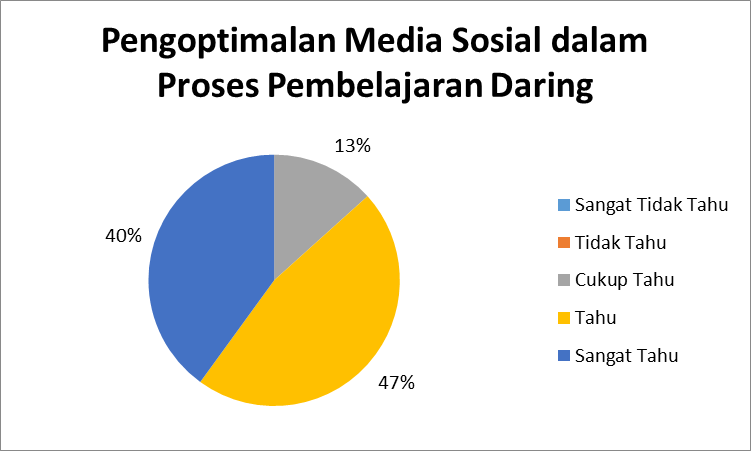 Pengoptimalan Media Sosial dalam
Proses Pembelajaran Daring
13%
40%
47%
Sangat Tidak Tahu
Tidak Tahu
Cukup Tahu
Tahu
Sangat Tahu